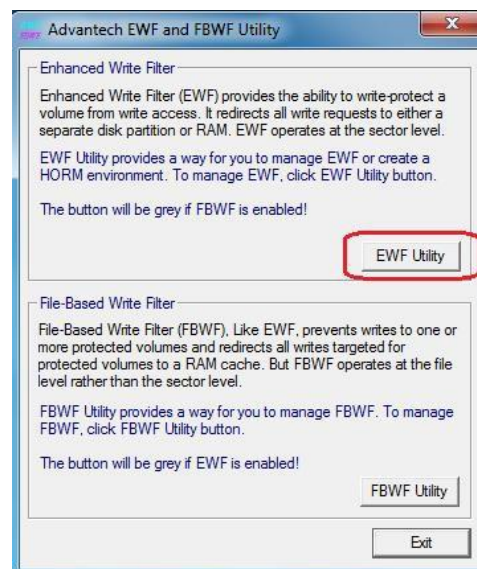 Advantech EWF and FBWF Utility
Enhanced Write Filter
Enhanced Write Filter (EWF) provides the ability to write-protect a
volume from write access. It redirects all write requests to either a
separate disk partition or RAM. EWF operates at the sector level.
EWF Utility provides a way for you to manage EWF or create a
HORM environment. To manage EWF, click EWF Utility button.
The button will be grey if FBWF is enabled!
EWF Utility
File-Based Write Filter
File-Based Write Filter (FBWF), Like EWF, prevents writes to one or
more protected volumes and redirects all writes targeted for
protected volumes to a RAM cache. But FBWF operates at the file
level rather than the sector level.
FBWF Utility provides a way for you to manage FBWF. To manage
FBWF, click FBWF Utility button.
The button will be grey if EWF is enabled!
FBWF Utility
Exit